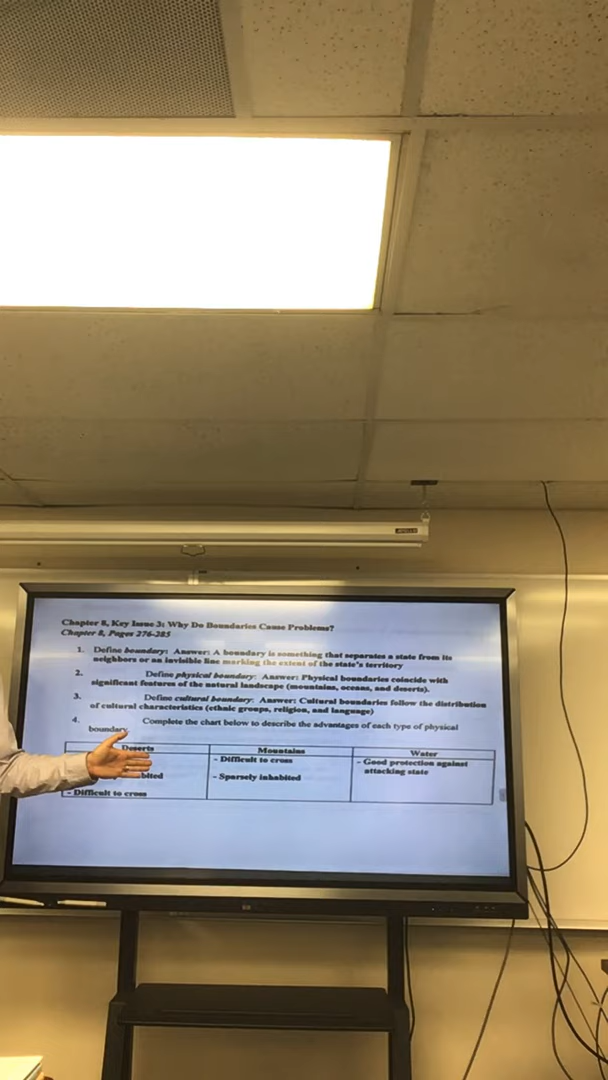 Chapter 8, Key Issue 3: Why Do Boundaries Cause Problems?
Chapter 8, Pages 276-285
1. Define boundary: Answer: A boundary is something that separates a state from its
neighbors or an invisible line marking the extent of the state's territory
2. Define physical boundary: Answer: Physical boundaries coincide with
significant features of the natural landscape (mountains, oceans, and deserts).
3. Define cultural boundary: Answer: Cultural boundaries follow the distribution
of cultural characteristics (ethnic groups, religion, and language)
4. Complete the chart below to describe the advantages of each type of physical
boundary.
Deserts Mountains Water
- Difficult to cross - Good protection against
attacking state
bited - Sparsely inhabited
- Difficult to cross